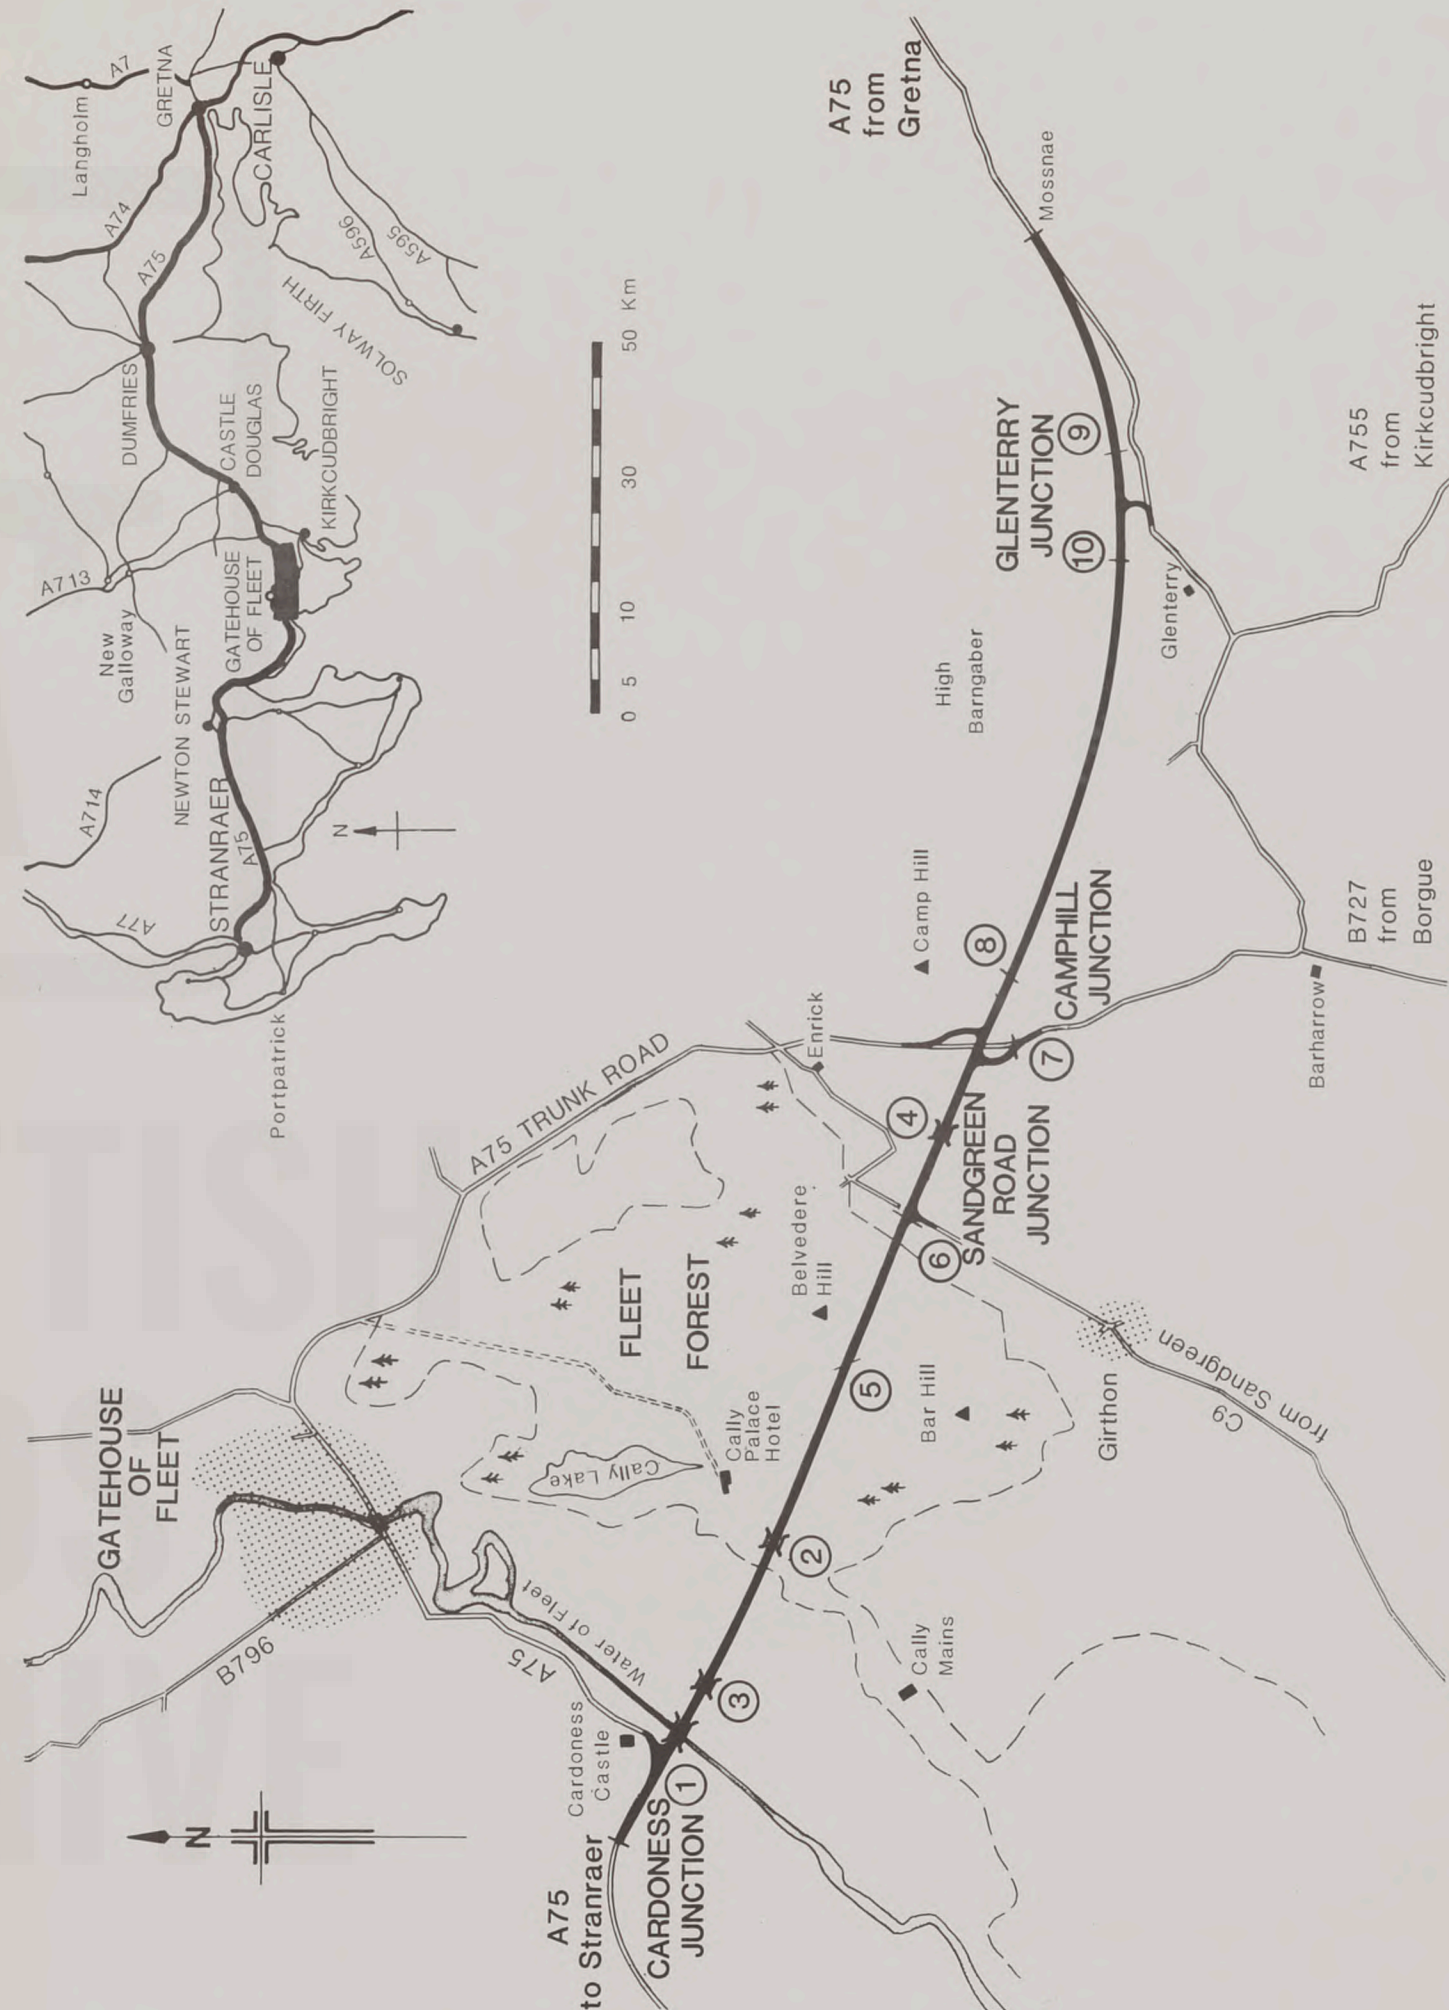 A77
A714
A713
A74
A7
Langholm
GRETNA
CARLISLE
A75
A596
A595
SOLWAY FIRTH
DUMFRIES
CASTLE
DOUGLAS
KIRKCUDBRIGHT
New
Galloway
GATEHOUSE
OF FLEET
NEWTON STEWART
STRANRAER
A75
Portpatrick
N
0 5 10 30 50 Km
N
GATEHOUSE
OF
FLEET
B796
A75
Water of Fleet
Cardoness
Castle
A75
to Stranraer
CARDONESS
JUNCTION
1
3
2
5
6
4
7
8
10
9
Cally Lake
Cally
Palace
Hotel
FLEET
FOREST
A75 TRUNK ROAD
Belvedere
Hill
Bar Hill
Cally
Mains
Girthon
C9
from Sandgreen
SANDGREEN
ROAD
JUNCTION
Enrick
Camp Hill
CAMPHILL
JUNCTION
High
Barngaber
GLENTERRY
JUNCTION
Glenterry
Mossnae
A75
from
Gretna
A755
from
Kirkcudbright
B727
from
Borgue
Barharrow